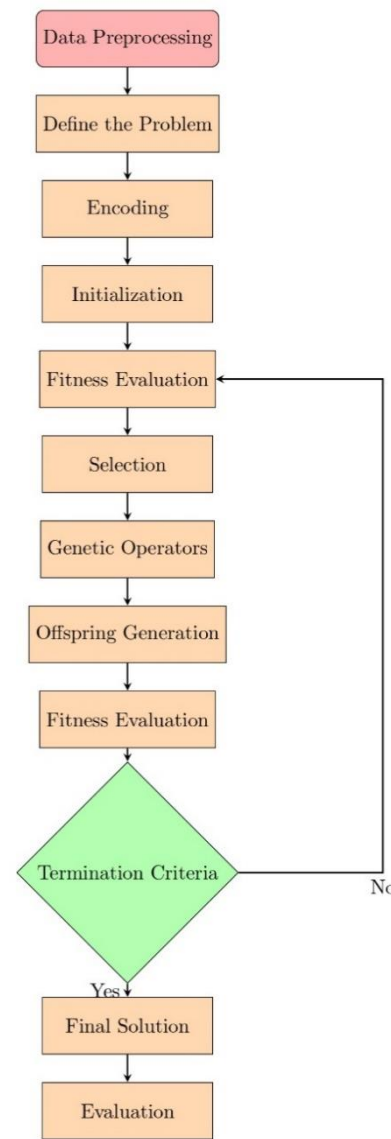 Data Preprocessing
Define the Problem
Encoding
Initialization
Fitness Evaluation
Selection
Genetic Operators
Offspring Generation
Fitness Evaluation
Termination Criteria
No
Yes
Final Solution
Evaluation